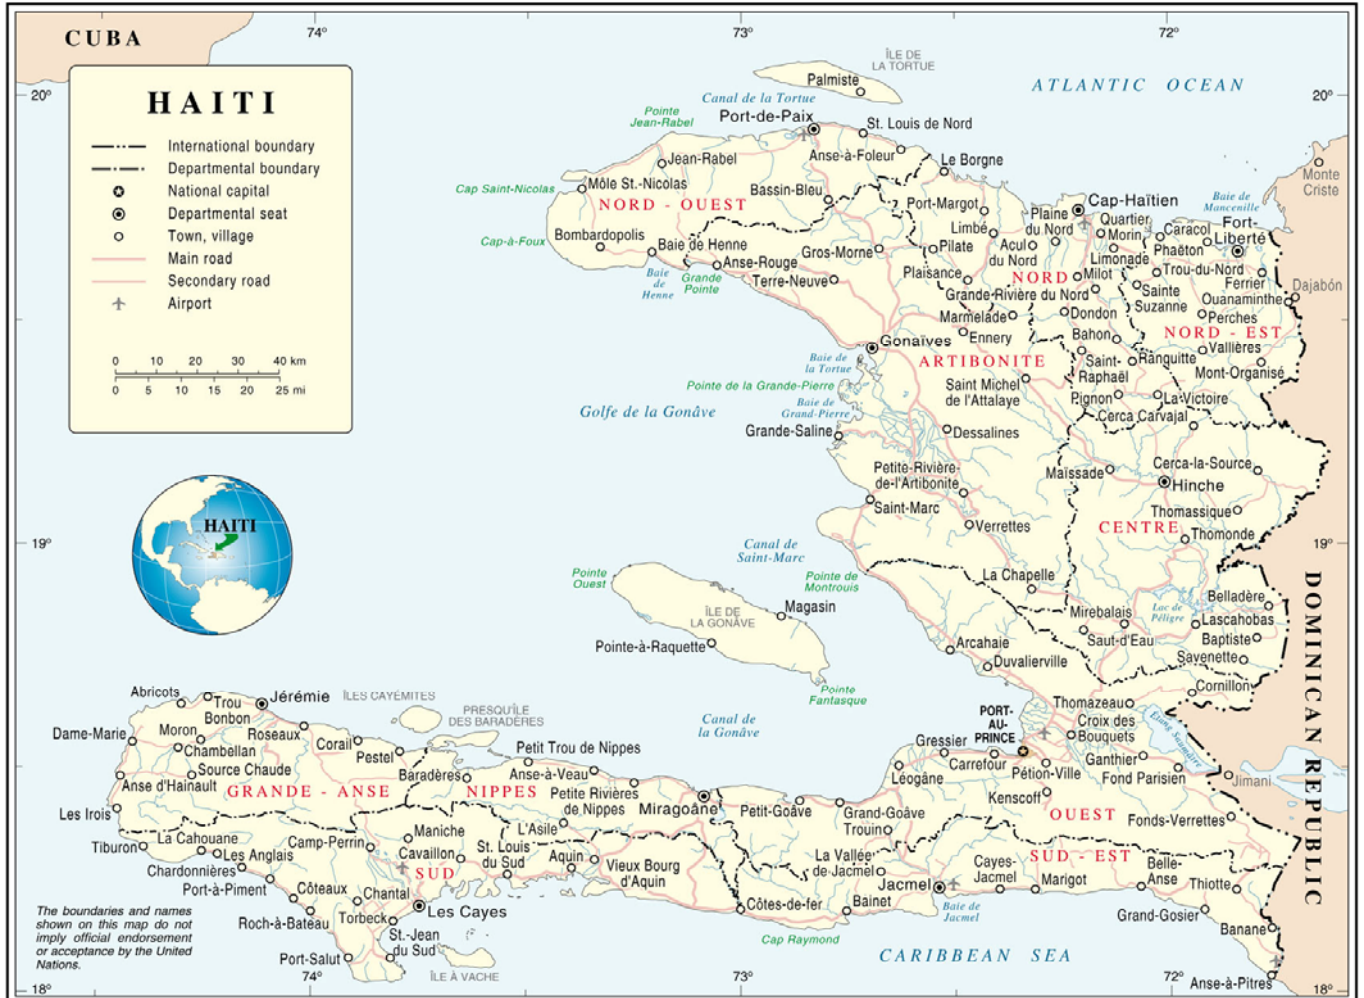 CUBA
74°
73°
72°
20°
20°
HAITI
International boundary
Departmental boundary
National capital
Departmental seat
Town, village
Main road
Secondary road
Airport
0 10 20 30 40 km
0 5 10 15 20 25 mi
ÎLE DE
LA TORTUE
Palmiste
ATLANTIC OCEAN
Canal de la Tortue
Pointe
Jean-Rabel
Port-de-Paix
St. Louis de Nord
Anse-à-Foleur
Le Borgne
Jean-Rabel
Cap Saint-Nicolas
Môle St.-Nicolas
NORD - OUEST
Bassin-Bleu
Port-Margot
Cap-Haïtien
Monte
Criste
Baie de
Mancenille
Plaine
du Nord
Quartier
Morin
Caracol
Fort-
Liberté
Limbé
Cap-à-Foux
Bombardopolis
Baie de Henne
Anse-Rouge
Gros-Morne
Pilate
Acul
du Nord
Limonade
Phaëton
Baie
de
Henne
Grande
Pointe
Terre-Neuve
Plaisance
NORD
Milot
Trou-du-Nord
Ferrier
Dajabón
Grande-Rivière du Nord
Sainte
Suzanne
Ouanaminthe
Marmelade
Dondon
Perches
Ennery
Bahon
NORD - EST
Gonaïves
ARTIBONITE
Vallières
Baie de
la Tortue
Saint-
Raphaël
Ranquitte
Mont-Organisé
Pointe de la Grande-Pierre
Saint Michel
de l'Attalaye
Baie de
Grand-Pierre
Pignon
La Victoire
Golfe de la Gonâve
Cerca Carvajal
Grande-Saline
Dessalines
Petite-Rivière-
de-l'Artibonite
Maïssade
Cerca-la-Source
Hinche
Saint-Marc
Verrettes
Thomassique
CENTRE
Thomonde
HAITI
19°
19°
Canal de
Saint-Marc
Pointe
Ouest
Pointe de
Montrouis
La Chapelle
Belladère
ÎLE DE
LA GONÂVE
Magasin
Mirebalais
Lac de
Péligre
Lascahobas
Pointe-à-Raquette
Saut-d'Eau
Baptiste
Arcahaie
Savenette
Duvalierville
Pointe
Fantasque
Cornillon
DOMINICAN REPUBLIC
Abricots
Trou
Bonbon
Jérémie
ÎLES CAYÉMITES
PRESQU'ÎLE
DES BARADÈRES
Canal de
la Gonâve
PORT-
AU-
PRINCE
Thomazeau
Croix des
Bouquets
Étang Saumâtre
Dame-Marie
Moron
Roseaux
Corail
Chambellan
Pestel
Petit Trou de Nippes
Gressier
Carrefour
Ganthier
Source Chaude
Anse d'Hainault
Baradères
Anse-à-Veau
Léogâne
Pétion-Ville
Fond Parisien
Jimani
GRANDE - ANSE
NIPPES
Petite Rivières
de Nippes
Miragoâne
Kenscoff
Les Irois
Petit-Goâve
Grand-Goâve
OUEST
Fonds-Verrettes
Trouin
L'Asile
Tiburon
La Cahouane
Camp-Perrin
Maniche
Les Anglais
Cavaillon
St. Louis
du Sud
Aquin
Vieux Bourg
d'Aquin
La Vallée
de Jacmel
SUD - EST
Chardonnières
SUD
Cayes-
Jacmel
Belle-
Anse
Port-à-Piment
Jacmel
Marigot
Thiotte
Côteaux
Chantal
Les Cayes
Côtes-de-fer
Bainet
Baie de
Jacmel
Grand-Gosier
Roch-à-Bateau
Torbeck
Banane
Cap Raymond
St.-Jean
du Sud
Port-Salut
ÎLE À VACHE
CARIBBEAN SEA
Anse-à-Pitres
The boundaries and names
shown on this map do not
imply official endorsement
or acceptance by the United
Nations.
18°
74°
73°
72°
18°